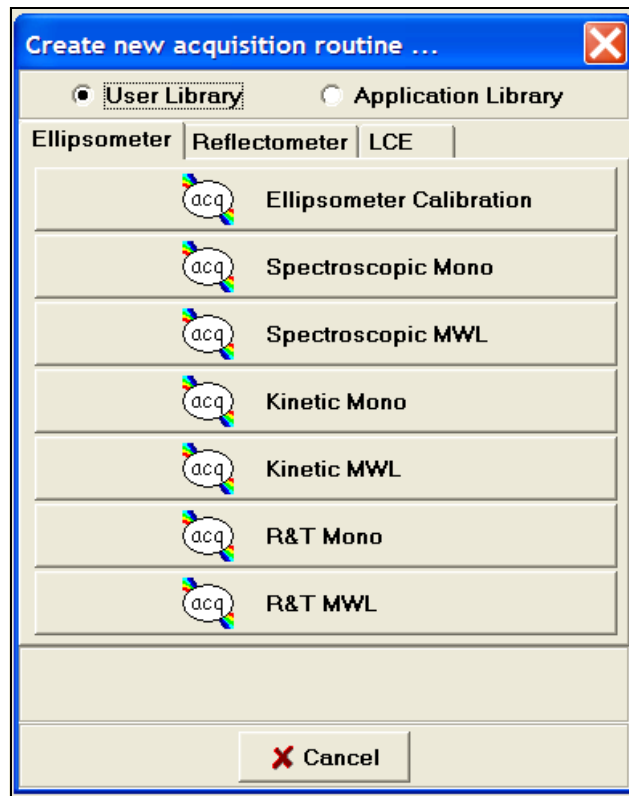 Create new acquisition routine ...
User Library Application Library
Ellipsometer Reflectometer LCE
acq Ellipsometer Calibration
acq Spectroscopic Mono
acq Spectroscopic MWL
acq Kinetic Mono
acq Kinetic MWL
acq R&T Mono
acq R&T MWL
Cancel